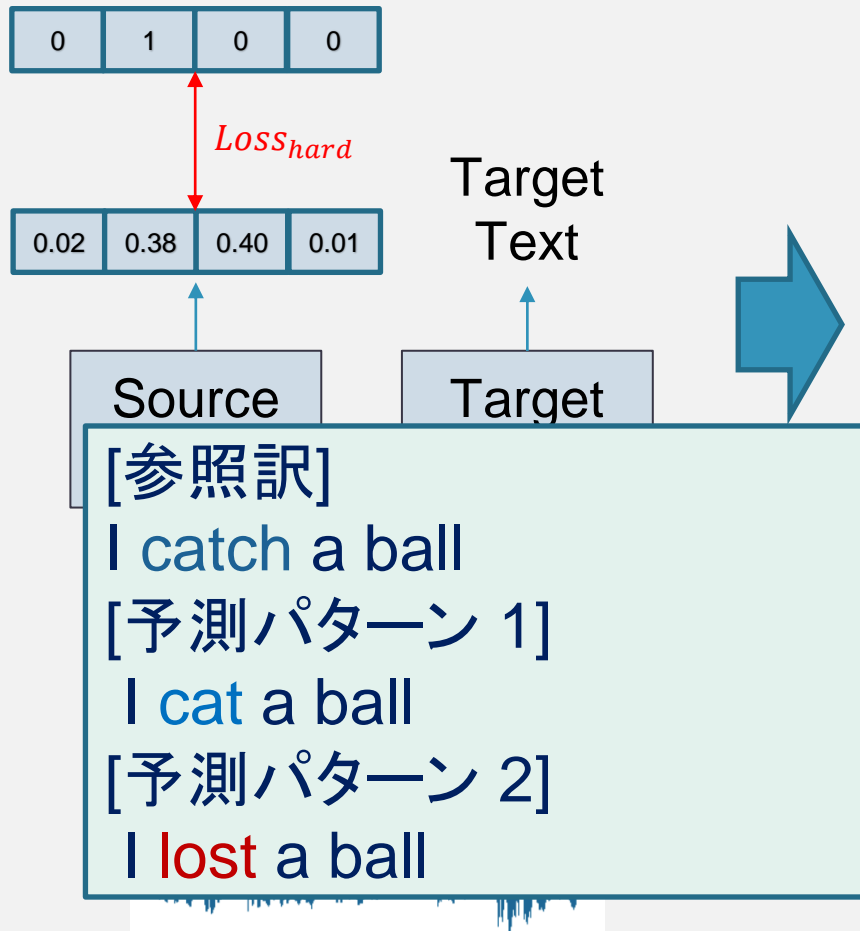 0 1 0 0
Loss_hard
0.02 0.38 0.40 0.01
Target
Text
Source
Target
[参照訳]
I catch a ball
[予測パターン 1]
I cat a ball
[予測パターン 2]
I lost a ball